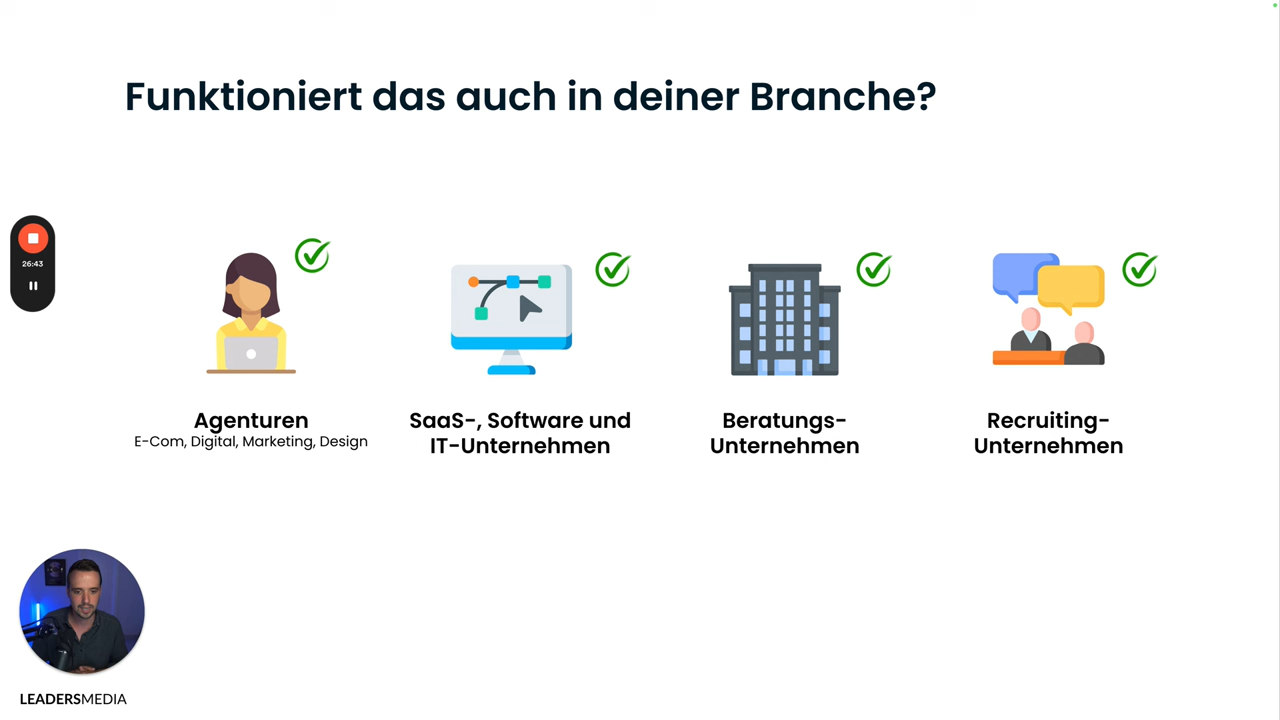 Funktioniert das auch in deiner Branche?
26:43
Agenturen
E-Com, Digital, Marketing, Design
SaaS-, Software und
IT-Unternehmen
Beratungs-
Unternehmen
Recruiting-
Unternehmen
LEADERSMEDIA